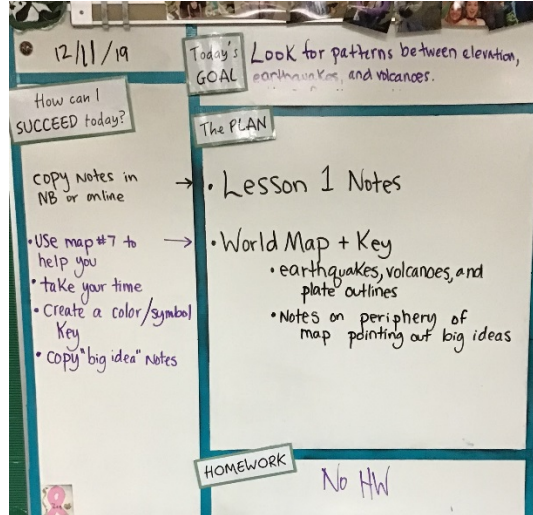 12/11/19
Today's
GOAL
Look for patterns between elevation,
earthquakes, and volcanoes.
How can I
SUCCEED today?
The PLAN
COPY Notes in
NB or online
→ • Lesson 1 Notes
• Use map #7 to
help you
• take your time
• Create a color/symbol
Key
• Copy "big idea" Notes
→ • World Map + Key
• earthquakes, volcanoes, and
plate outlines
• Notes on periphery of
map pointing out big ideas
HOMEWORK
No HW